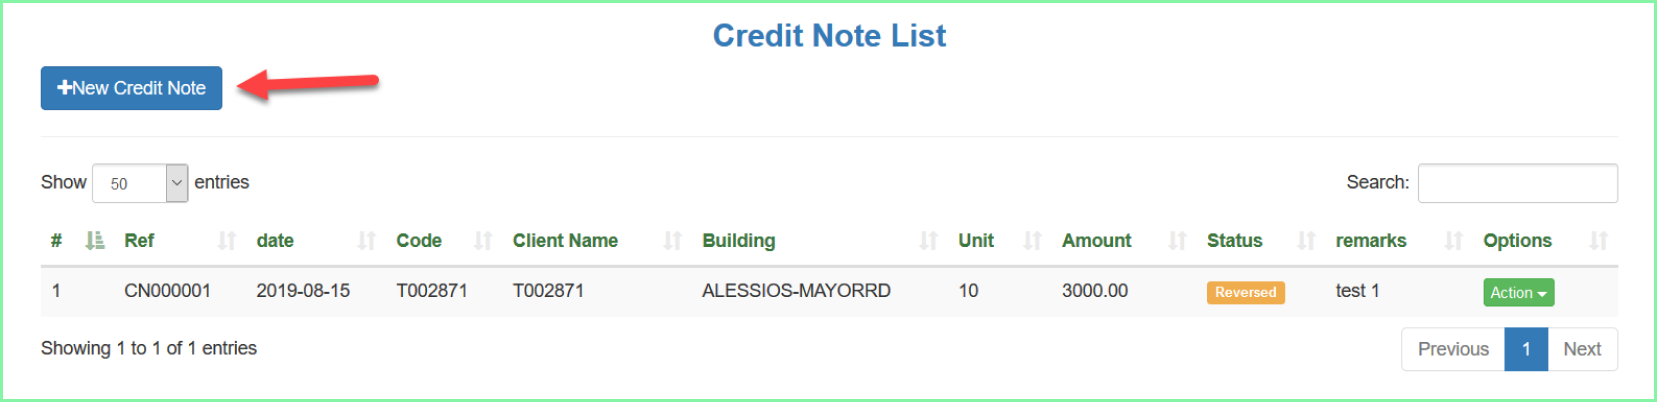 Credit Note List
+New Credit Note
Show 50 entries Search:
# Ref date Code Client Name Building Unit Amount Status remarks Options
1 CN000001 2019-08-15 T002871 T002871 ALESSIOS-MAYORRD 10 3000.00 Reversed test 1 Action
Showing 1 to 1 of 1 entries Previous 1 Next